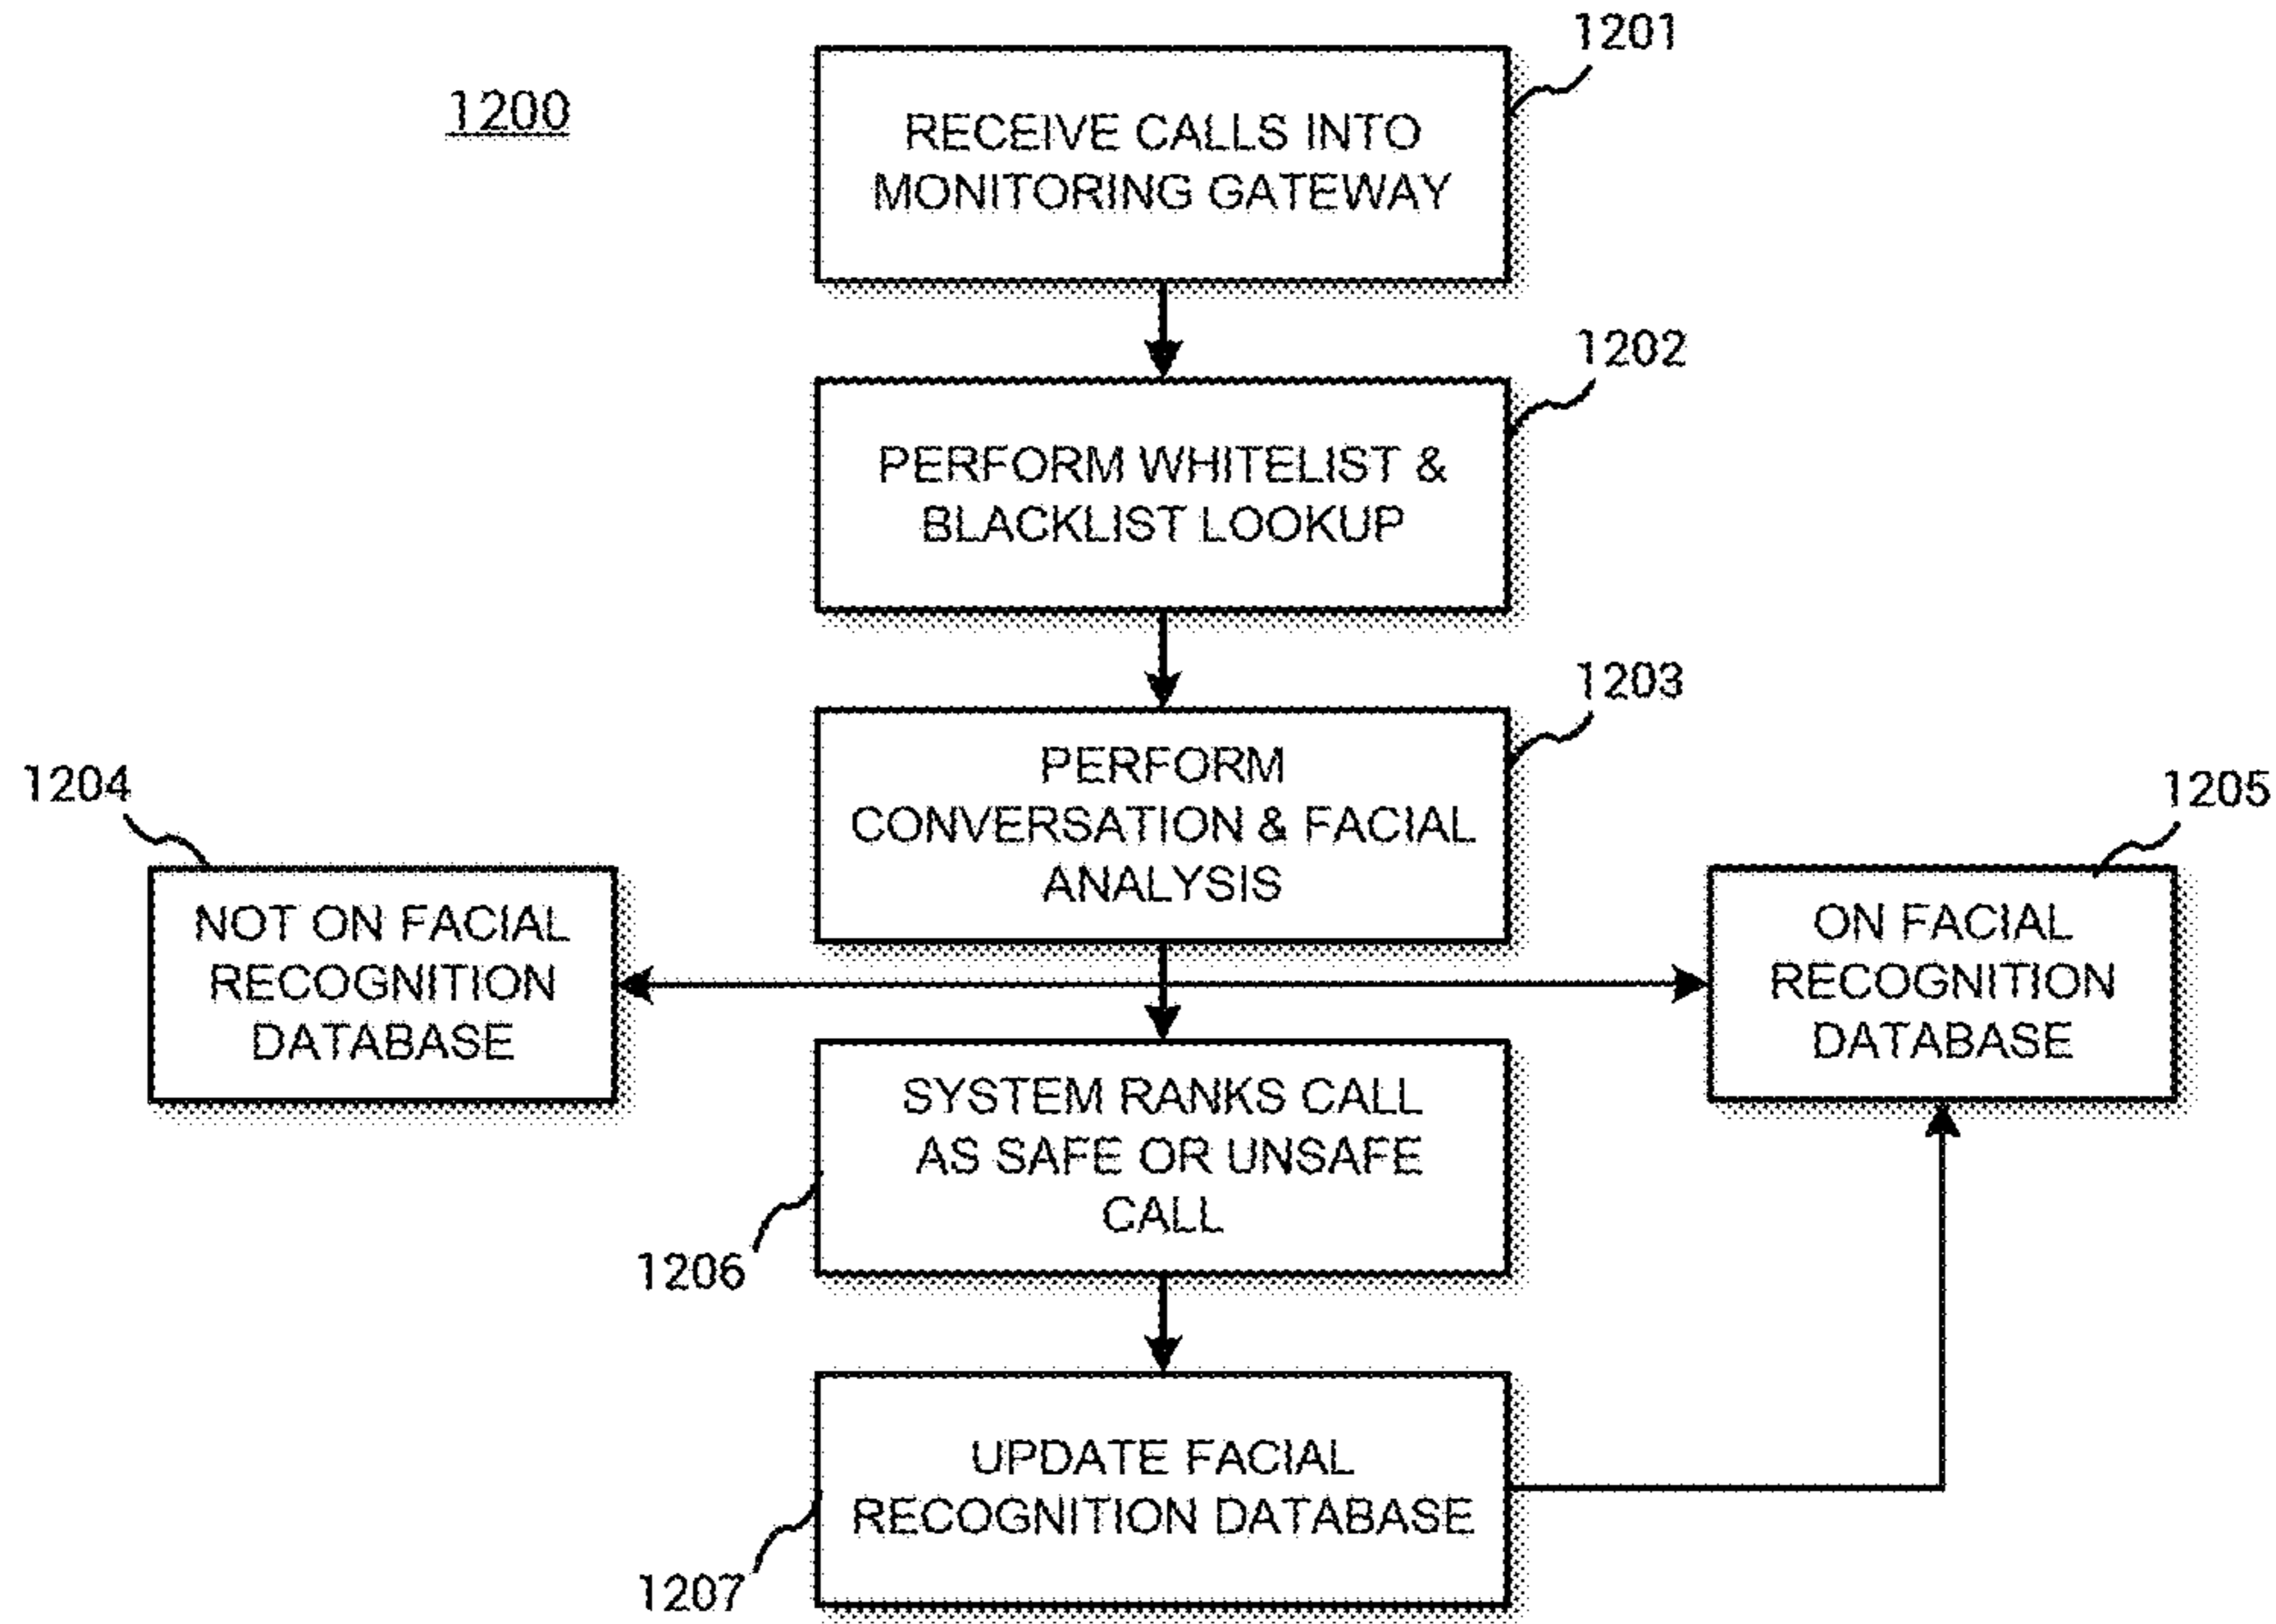 1200
1201
RECEIVE CALLS INTO
MONITORING GATEWAY
1202
PERFORM WHITELIST &
BLACKLIST LOOKUP
1203
PERFORM
CONVERSATION & FACIAL
ANALYSIS
1204
NOT ON FACIAL
RECOGNITION
DATABASE
1205
ON FACIAL
RECOGNITION
DATABASE
SYSTEM RANKS CALL
AS SAFE OR UNSAFE
CALL
1206
UPDATE FACIAL
RECOGNITION DATABASE
1207